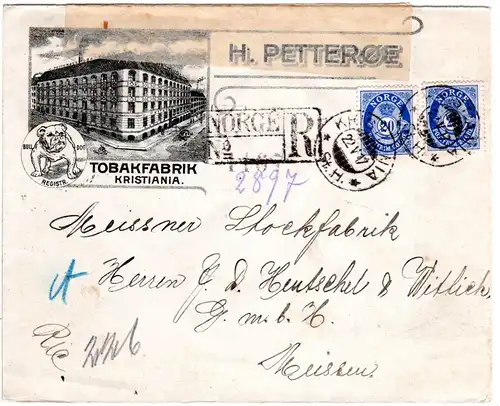 H. PETTERØE
BULL DOG
REGISTR.
TOBAKFABRIK
KRISTIANIA.
NORGE
R
2897
NORGE
20
NORGE
Meissner Stockfabrik
Herren J. D. Hentschel & Wittich,
G. m. b. H.
Meissen.